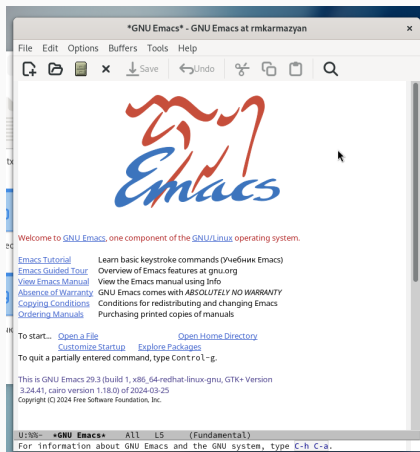 *GNU Emacs* - GNU Emacs at rmkarmazyan ×
File Edit Options Buffers Tools Help
Save Undo
Emacs
Welcome to GNU Emacs, one component of the GNU/Linux operating system.
Emacs Tutorial Learn basic keystroke commands (Учебник Emacs)
Emacs Guided Tour Overview of Emacs features at gnu.org
View Emacs Manual View the Emacs manual using Info
Absence of Warranty GNU Emacs comes with ABSOLUTELY NO WARRANTY
Copying Conditions Conditions for redistributing and changing Emacs
Ordering Manuals Purchasing printed copies of manuals
To start... Open a File Open Home Directory
Customize Startup Explore Packages
To quit a partially entered command, type Control-g.
This is GNU Emacs 29.3 (build 1, x86_64-redhat-linux-gnu, GTK+ Version
3.24.41, cairo version 1.18.0) of 2024-03-25
Copyright (C) 2024 Free Software Foundation, Inc.
U:%%- *GNU Emacs* All L5 (Fundamental)
For information about GNU Emacs and the GNU system, type C-h C-a.